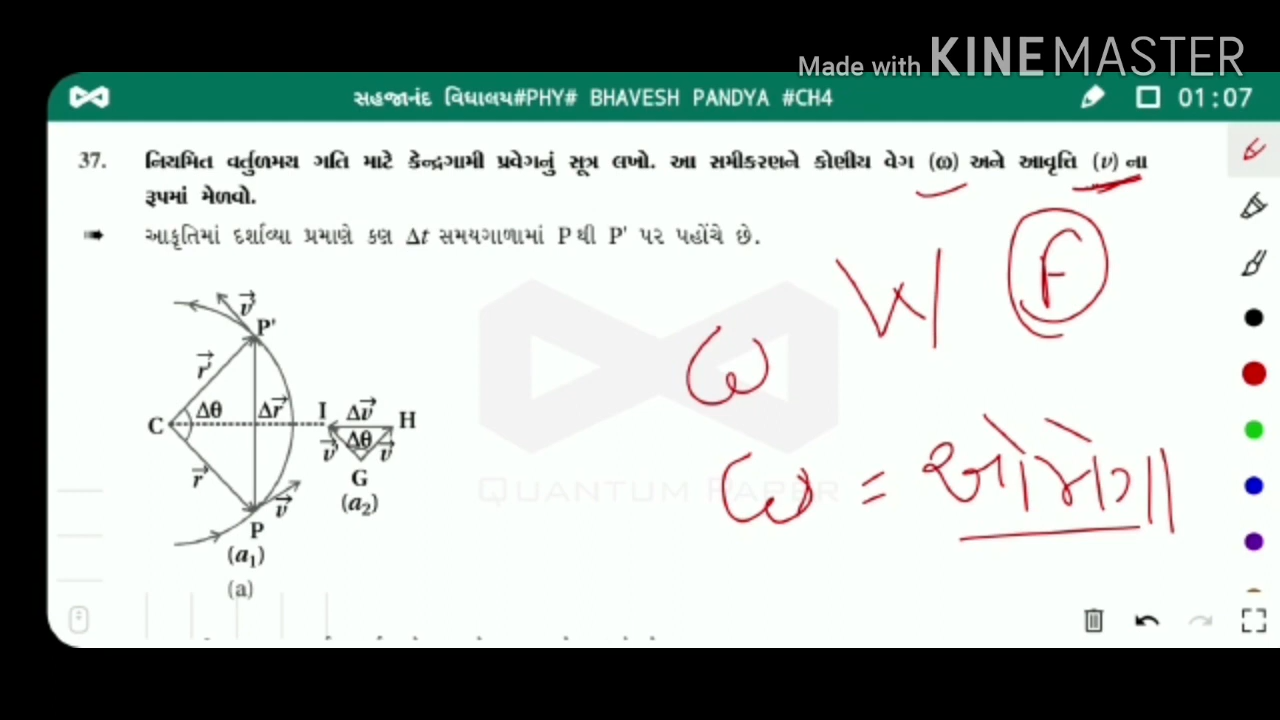 Made with KINEMASTER
સહજાનંદ વિદ્યાલય#PHY# BHAVESH PANDYA #CH4
01:07
37. નિયમિત વર્તુળમય ગતિ માટે કેન્દ્રગામી પ્રવેગનું સૂત્ર લખો. આ સમીકરણને કોણીય વેગ (ω) અને આવૃત્તિ (ν) ના
રૂપમાં મેળવો.
➠ આકૃતિમાં દર્શાવ્યા પ્રમાણે કણ Δt સમયગાળામાં P થી P' પર પહોંચે છે.
W F
ω
ω = ઓમેગા
v⃗'
P'
r⃗'
C Δθ Δr⃗ I Δv⃗ H
Δθ
v⃗' v⃗
r⃗ G
v⃗ (a₂)
P
(a₁)
(a)
QUANTUM PAPER